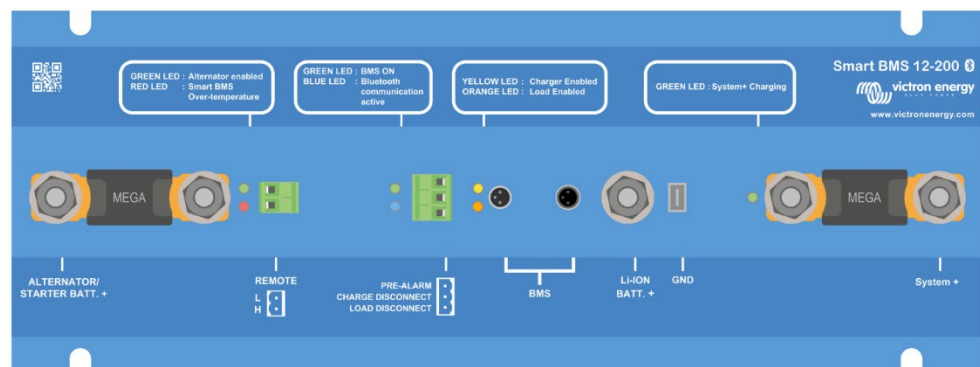 GREEN LED : Alternator enabled
RED LED : Smart BMS
Over-temperature
GREEN LED : BMS ON
BLUE LED : Bluetooth
communication
active
YELLOW LED : Charger Enabled
ORANGE LED : Load Enabled
GREEN LED : System+ Charging
Smart BMS 12-200
victron energy
BLUE POWER
www.victronenergy.com
MEGA
MEGA
ALTERNATOR/
STARTER BATT. +
REMOTE
L
H
PRE-ALARM
CHARGE DISCONNECT
LOAD DISCONNECT
BMS
Li-ION
BATT. +
GND
System +